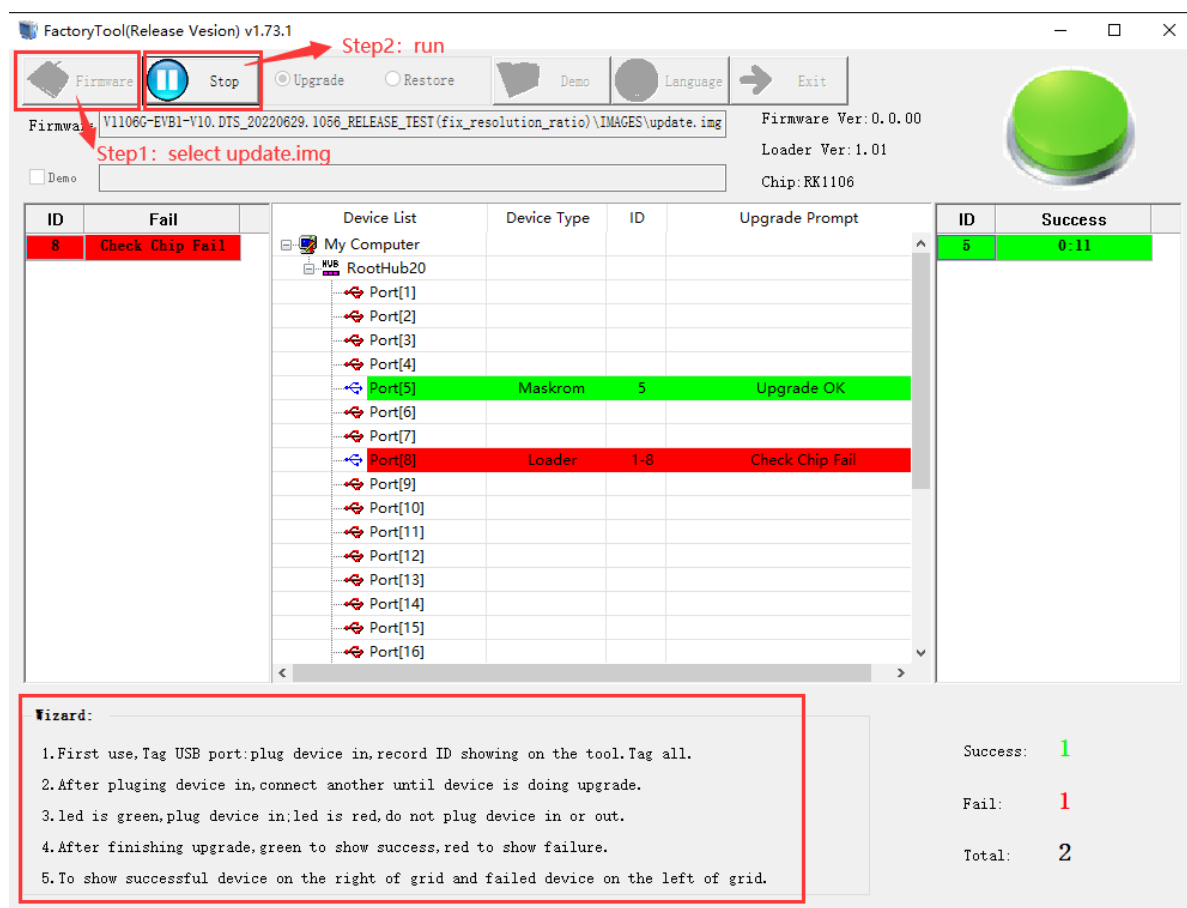 FactoryTool(Release Vesion) v1.73.1
Step2: run
Firmware
Stop
Upgrade
Restore
Demo
Language
Exit
Firmware: V1106G-EVB1-V10.DTS_20220629.1056_RELEASE_TEST(fix_resolution_ratio)\IMAGES\update.img
Firmware Ver:0.0.00
Step1: select update.img
Loader Ver:1.01
Demo
Chip:RK1106
ID Fail
8 Check Chip Fail
Device List Device Type ID Upgrade Prompt
My Computer
HUB RootHub20
Port[1]
Port[2]
Port[3]
Port[4]
Port[5] Maskrom 5 Upgrade OK
Port[6]
Port[7]
Port[8] Loader 1-8 Check Chip Fail
Port[9]
Port[10]
Port[11]
Port[12]
Port[13]
Port[14]
Port[15]
Port[16]
ID Success
5 0:11
Wizard:
1.First use,Tag USB port:plug device in,record ID showing on the tool.Tag all.
2.After pluging device in,connect another until device is doing upgrade.
3.led is green,plug device in;led is red,do not plug device in or out.
4.After finishing upgrade,green to show success,red to show failure.
5.To show successful device on the right of grid and failed device on the left of grid.
Success: 1
Fail: 1
Total: 2